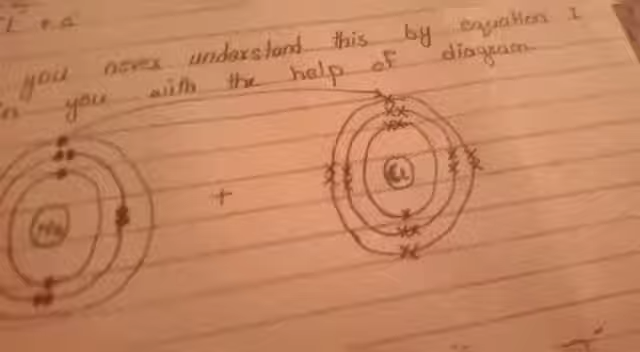 you never understand this by equation I
you with the help of diagram
Na + Cl